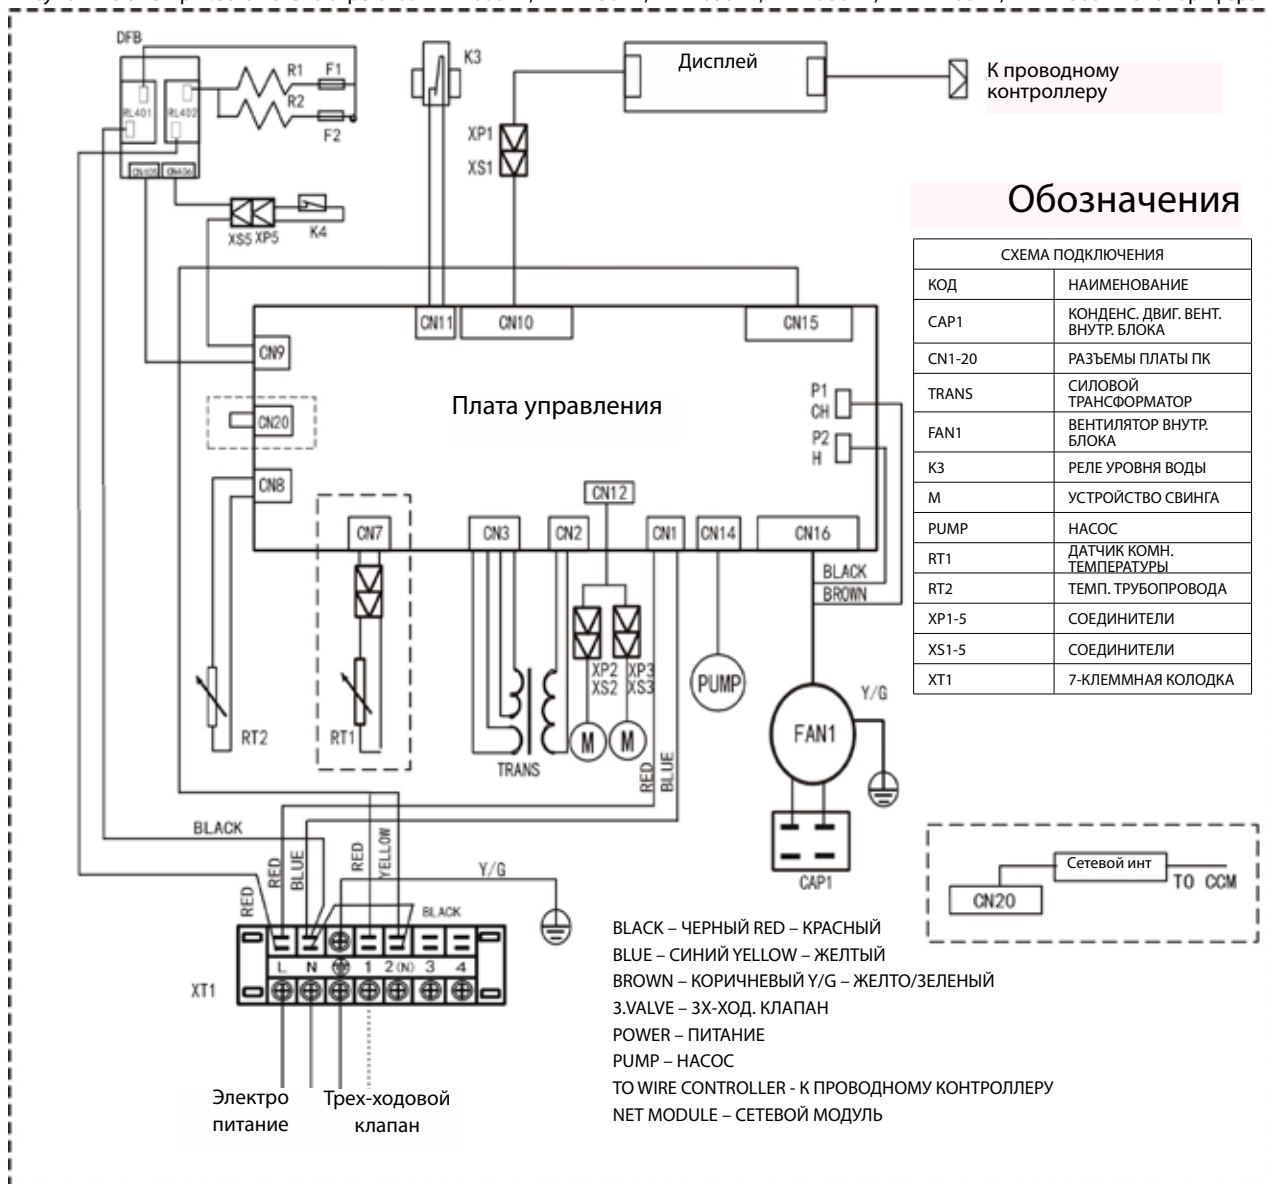 DFB
R1
F1
R2
F2
RL401
RL402
CN405
CN406
XS5 XP5
K4
K3
XP1
XS1
Дисплей
К проводному
контроллеру
Обозначения
СХЕМА ПОДКЛЮЧЕНИЯ
КОД НАИМЕНОВАНИЕ
CAP1 КОНДЕНС. ДВИГ. ВЕНТ.
ВНУТР. БЛОКА
CN1-20 РАЗЪЕМЫ ПЛАТЫ ПК
TRANS СИЛОВОЙ
ТРАНСФОРМАТОР
FAN1 ВЕНТИЛЯТОР ВНУТР.
БЛОКА
K3 РЕЛЕ УРОВНЯ ВОДЫ
M УСТРОЙСТВО СВИНГА
PUMP НАСОС
RT1 ДАТЧИК КОМН.
ТЕМПЕРАТУРЫ
RT2 ТЕМП. ТРУБОПРОВОДА
XP1-5 СОЕДИНИТЕЛИ
XS1-5 СОЕДИНИТЕЛИ
XT1 7-КЛЕММНАЯ КОЛОДКА
CN11
CN10
CN15
CN9
CN20
CN8
Плата управления
P1
CH
P2
H
CN12
CN7
CN3
CN2
CN1
CN14
CN16
BLACK
BROWN
XP2
XS2
XP3
XS3
M
M
PUMP
FAN1
Y/G
RT2
RT1
TRANS
RED
BLUE
CAP1
BLACK
RED
RED
BLUE
RED
YELLOW
Y/G
BLACK
XT1
L N 1 2(N) 3 4
Электро
питание
Трех-ходовой
клапан
Сетевой инт
CN20
TO CCM
BLACK – ЧЕРНЫЙ RED – КРАСНЫЙ
BLUE – СИНИЙ YELLOW – ЖЕЛТЫЙ
BROWN – КОРИЧНЕВЫЙ Y/G – ЖЕЛТО/ЗЕЛЕНЫЙ
3.VALVE – 3Х-ХОД. КЛАПАН
POWER – ПИТАНИЕ
PUMP – НАСОС
TO WIRE CONTROLLER - К ПРОВОДНОМУ КОНТРОЛЛЕРУ
NET MODULE – СЕТЕВОЙ МОДУЛЬ